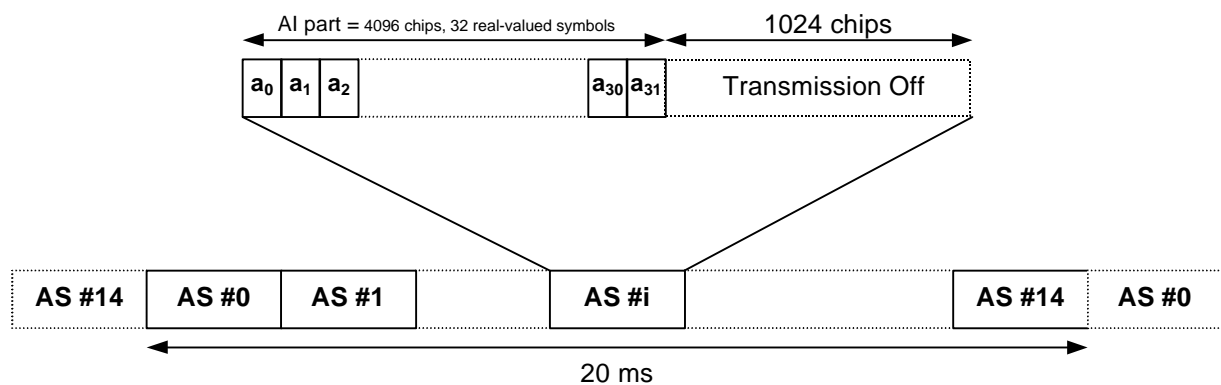 AI part = 4096 chips, 32 real-valued symbols
1024 chips
a0 a1 a2 a30 a31 Transmission Off
AS #14 AS #0 AS #1 AS #i AS #14 AS #0
20 ms